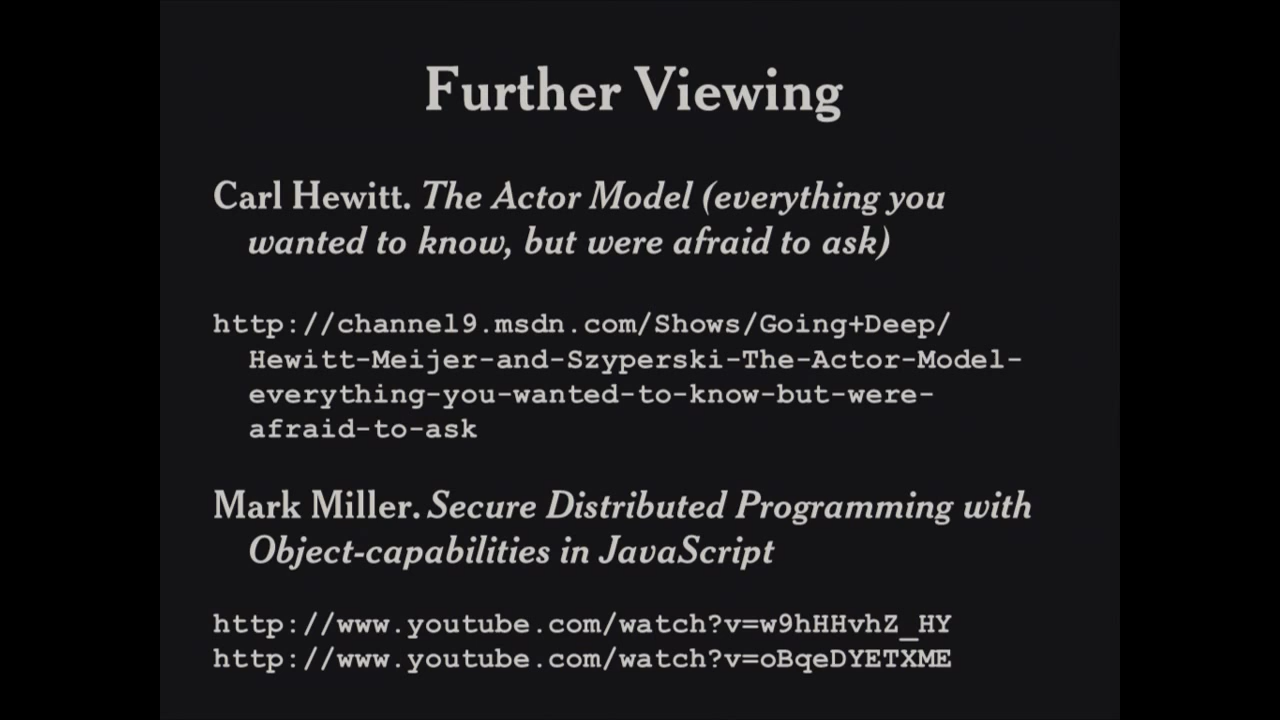 Further Viewing
Carl Hewitt. The Actor Model (everything you
wanted to know, but were afraid to ask)
http://channel9.msdn.com/Shows/Going+Deep/
Hewitt-Meijer-and-Szyperski-The-Actor-Model-
everything-you-wanted-to-know-but-were-
afraid-to-ask
Mark Miller. Secure Distributed Programming with
Object-capabilities in JavaScript
http://www.youtube.com/watch?v=w9hHHvhZ_HY
http://www.youtube.com/watch?v=oBqeDYETXME